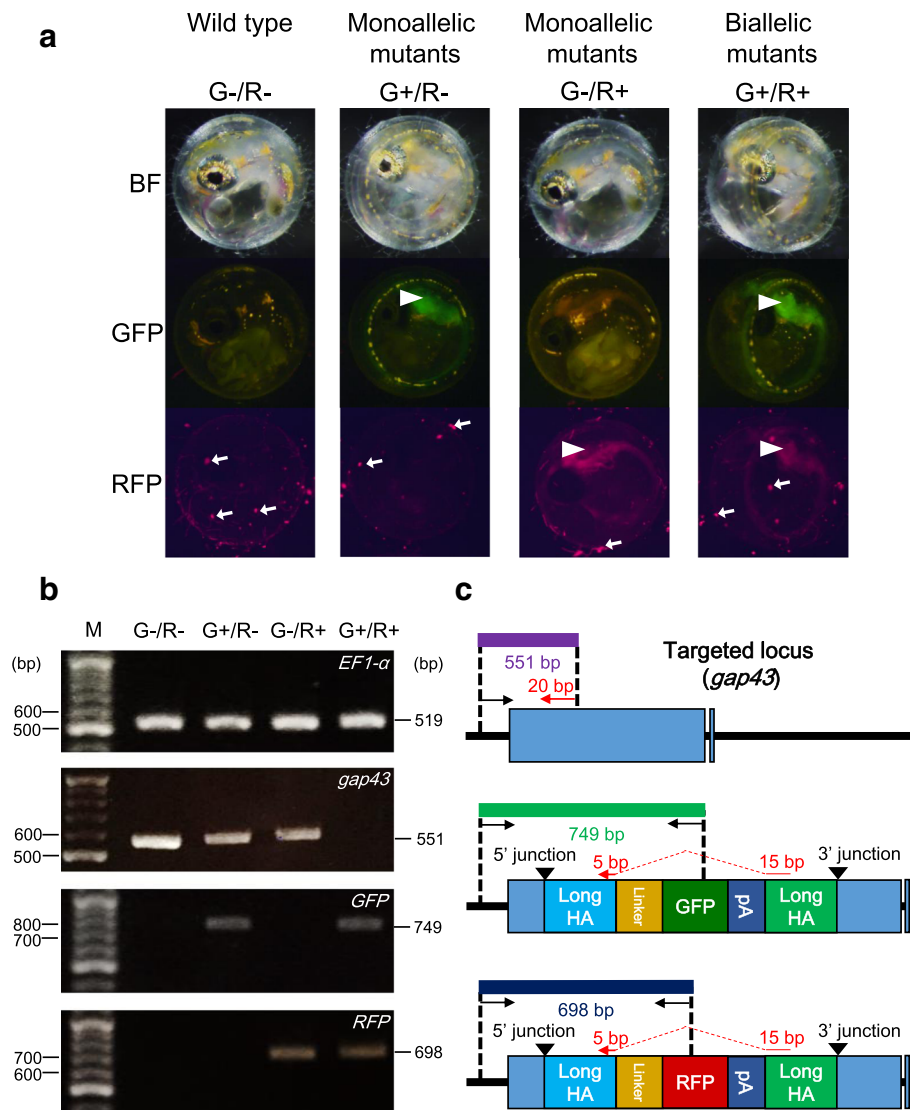 a
Wild type
Monoallelic mutants
Monoallelic mutants
Biallelic mutants
G-/R-
G+/R-
G-/R+
G+/R+
BF
GFP
RFP
b
M
G-/R-
G+/R-
G-/R+
G+/R+
(bp)
(bp)
EF1-α
600
500
519
gap43
600
500
551
GFP
800
700
749
RFP
700
600
698
c
551 bp
20 bp
Targeted locus
(gap43)
749 bp
5' junction
5 bp
15 bp
3' junction
Long HA
Linker
GFP
pA
Long HA
698 bp
5' junction
5 bp
15 bp
3' junction
Long HA
Linker
RFP
pA
Long HA